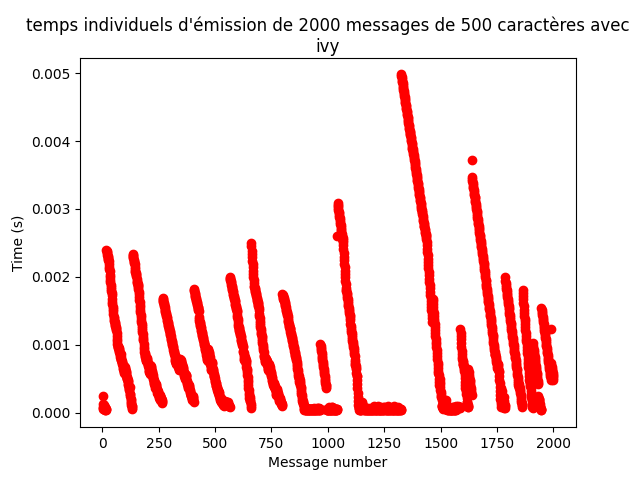 temps individuels d'émission de 2000 messages de 500 caractères avec
ivy
0.005
0.004
0.003
0.002
0.001
0.000
Time (s)
0 250 500 750 1000 1250 1500 1750 2000
Message number